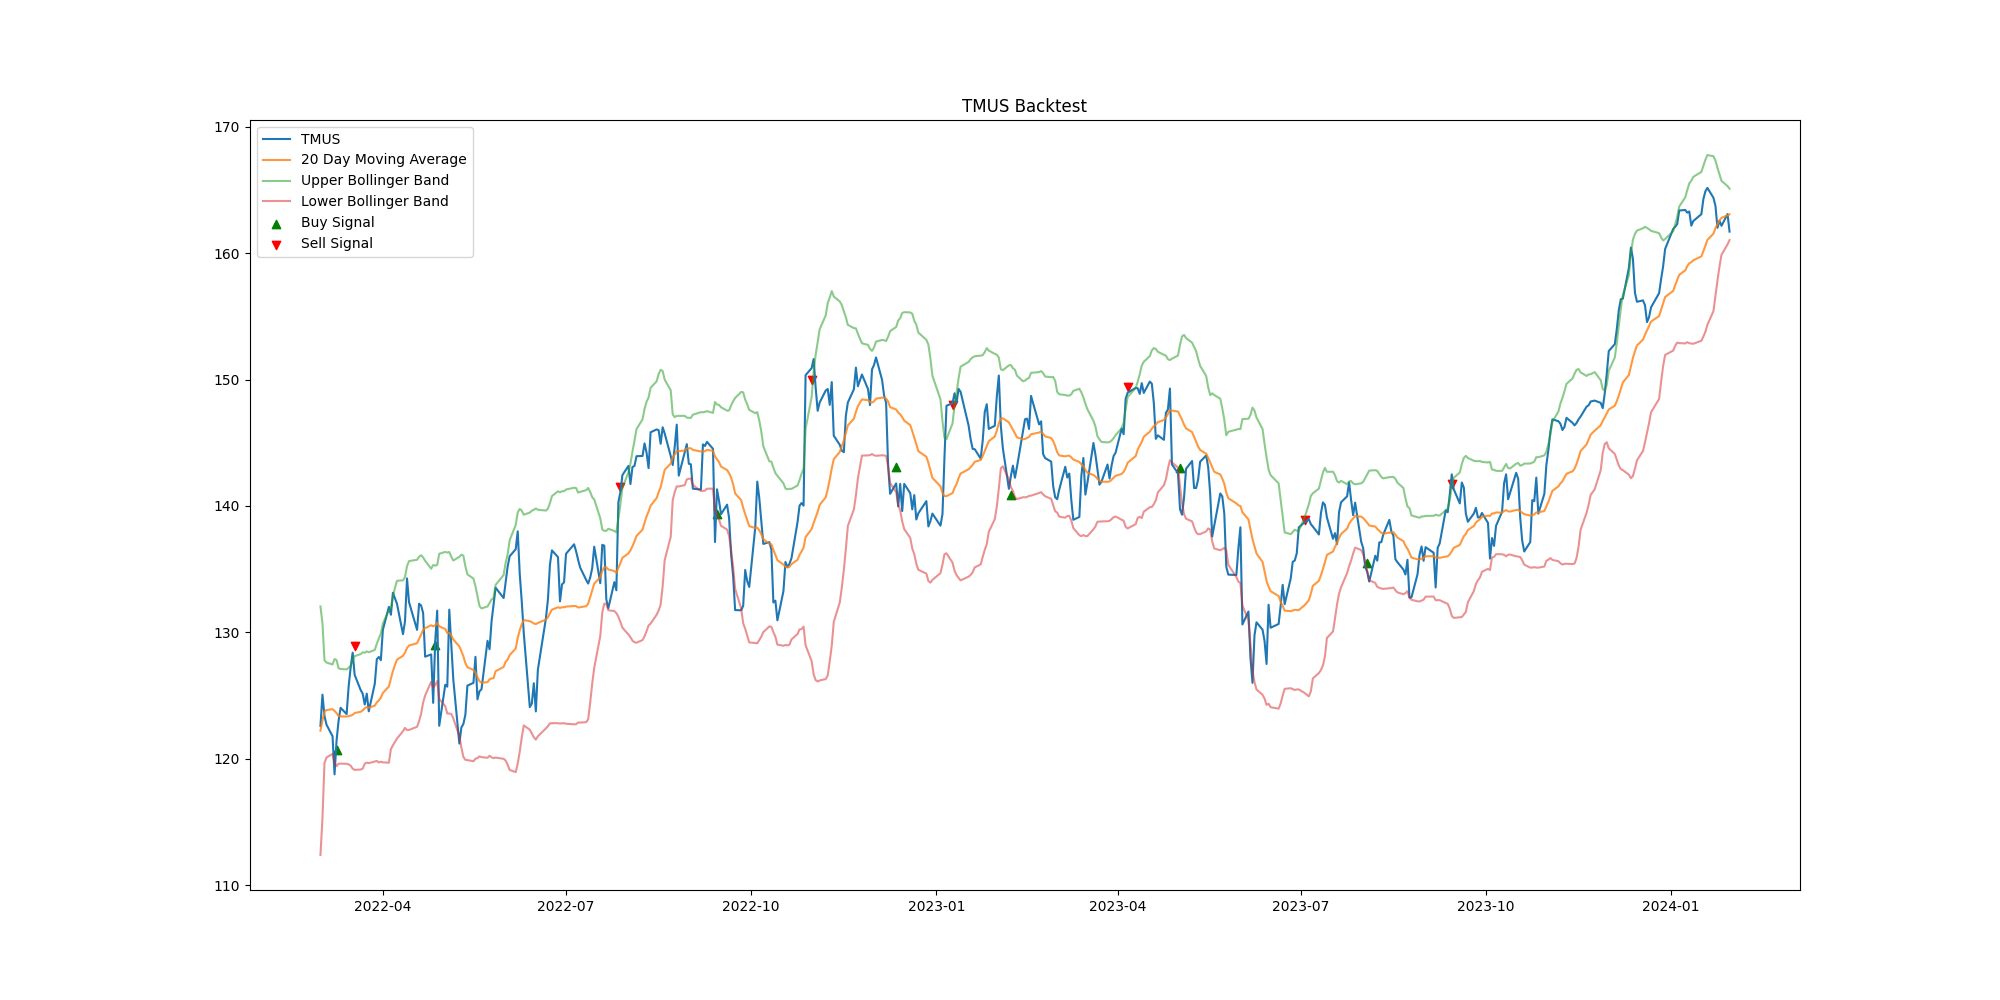 TMUS Backtest
TMUS
20 Day Moving Average
Upper Bollinger Band
Lower Bollinger Band
Buy Signal
Sell Signal
170
160
150
140
130
120
110
2022-04 2022-07 2022-10 2023-01 2023-04 2023-07 2023-10 2024-01